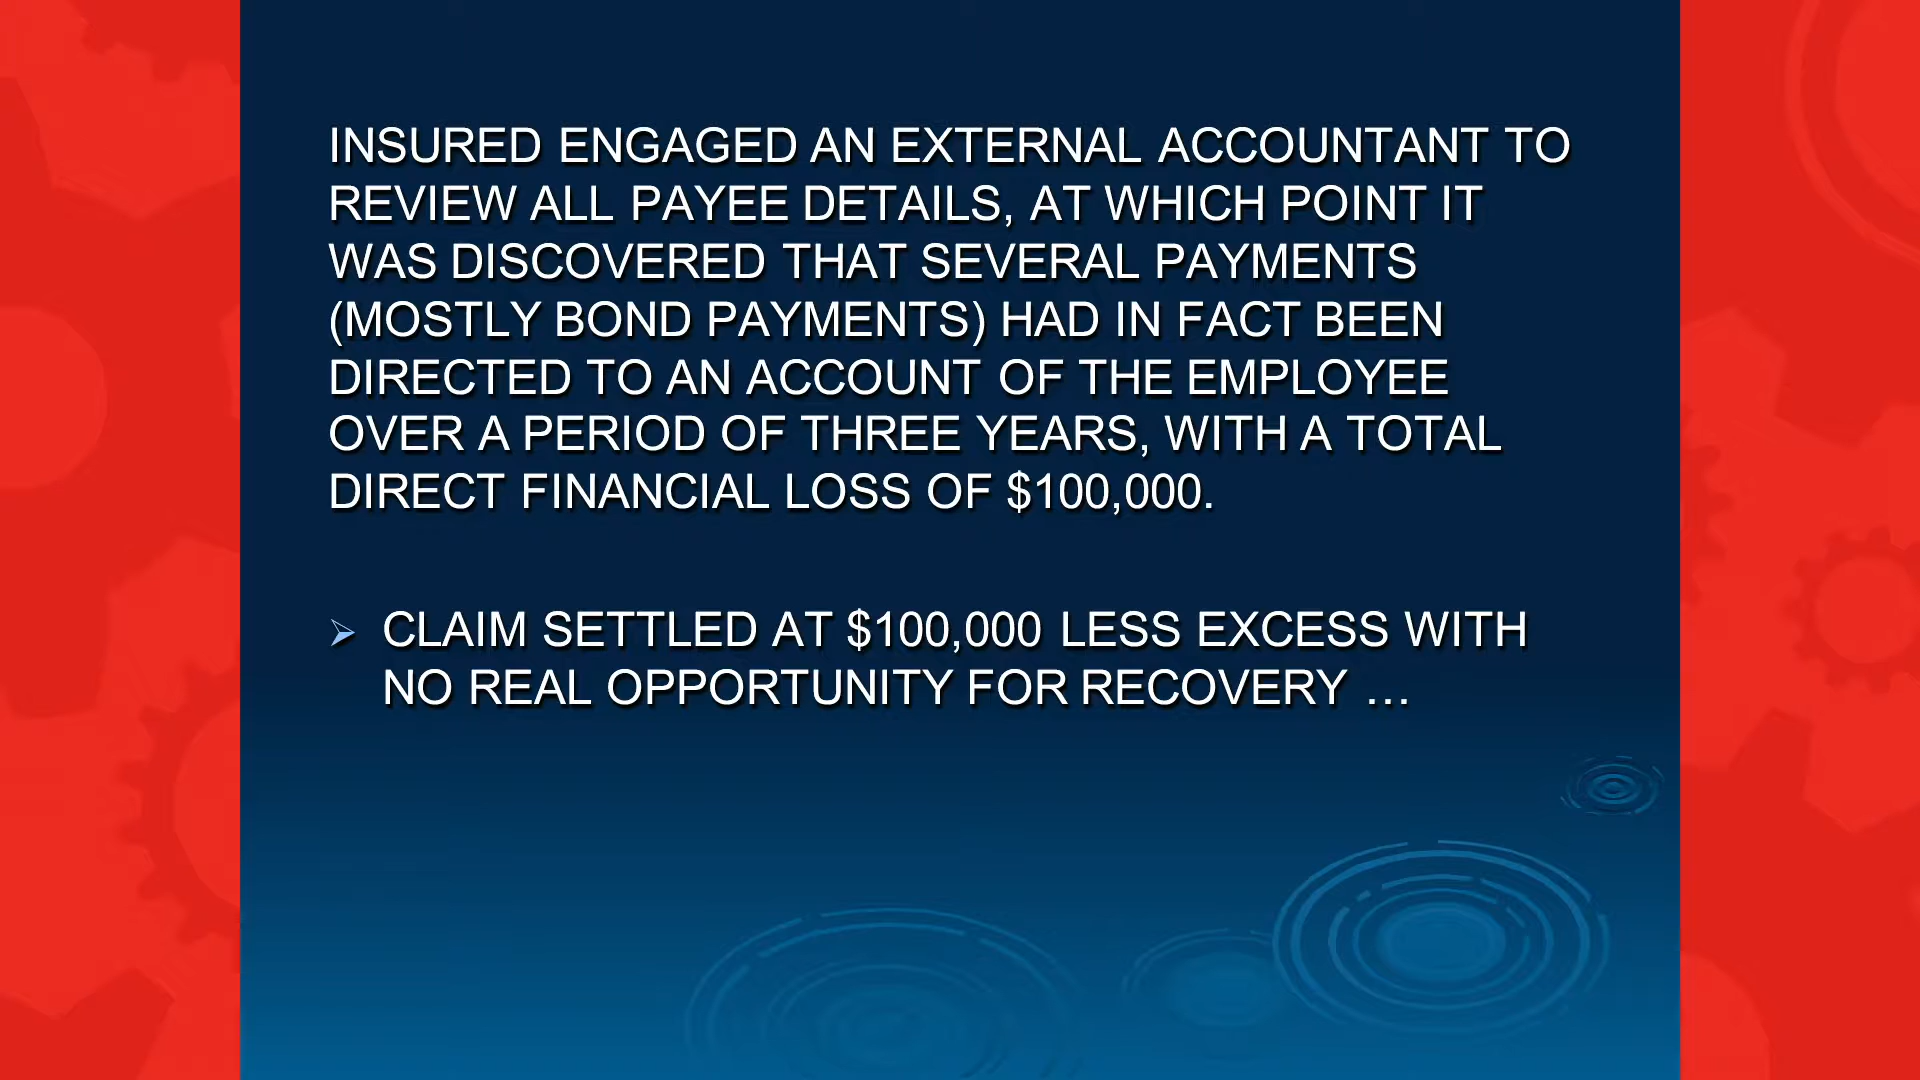 INSURED ENGAGED AN EXTERNAL ACCOUNTANT TO
REVIEW ALL PAYEE DETAILS, AT WHICH POINT IT
WAS DISCOVERED THAT SEVERAL PAYMENTS
(MOSTLY BOND PAYMENTS) HAD IN FACT BEEN
DIRECTED TO AN ACCOUNT OF THE EMPLOYEE
OVER A PERIOD OF THREE YEARS, WITH A TOTAL
DIRECT FINANCIAL LOSS OF $100,000.
CLAIM SETTLED AT $100,000 LESS EXCESS WITH
NO REAL OPPORTUNITY FOR RECOVERY …